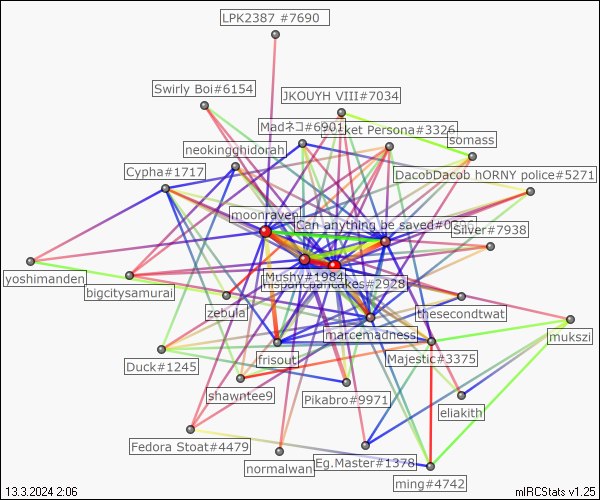 LPK2387 #7690
Swirly Boi#6154
JKOUYH VIII#7034
Madネコ#6901
ket Persona#3326
somass
neokingghidorah
Cypha#1717
DacobDacob hORNY police#5271
moonraven
Can anything be saved
Silver#7938
Mushy#1984
#2928
yoshimanden
bigcitysamurai
zebula
thesecondtwat
marcemadness
mukszi
frisout
Majestic#3375
Duck#1245
shawntee9
Pikabro#9971
eliakith
Fedora Stoat#4479
normalwan
Eg.Master#1378
ming#4742
13.3.2024 2:06
mIRCStats v1.25